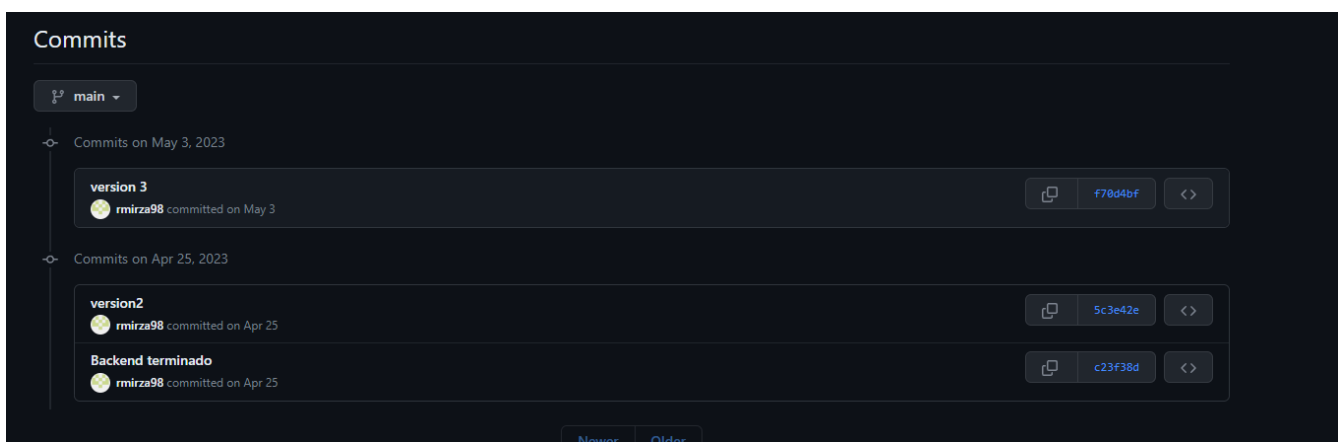 Commits
main
Commits on May 3, 2023
version 3
f70d4bf
rmirza98 committed on May 3
Commits on Apr 25, 2023
version2
5c3e42e
rmirza98 committed on Apr 25
Backend terminado
c23f38d
rmirza98 committed on Apr 25
Newer Older